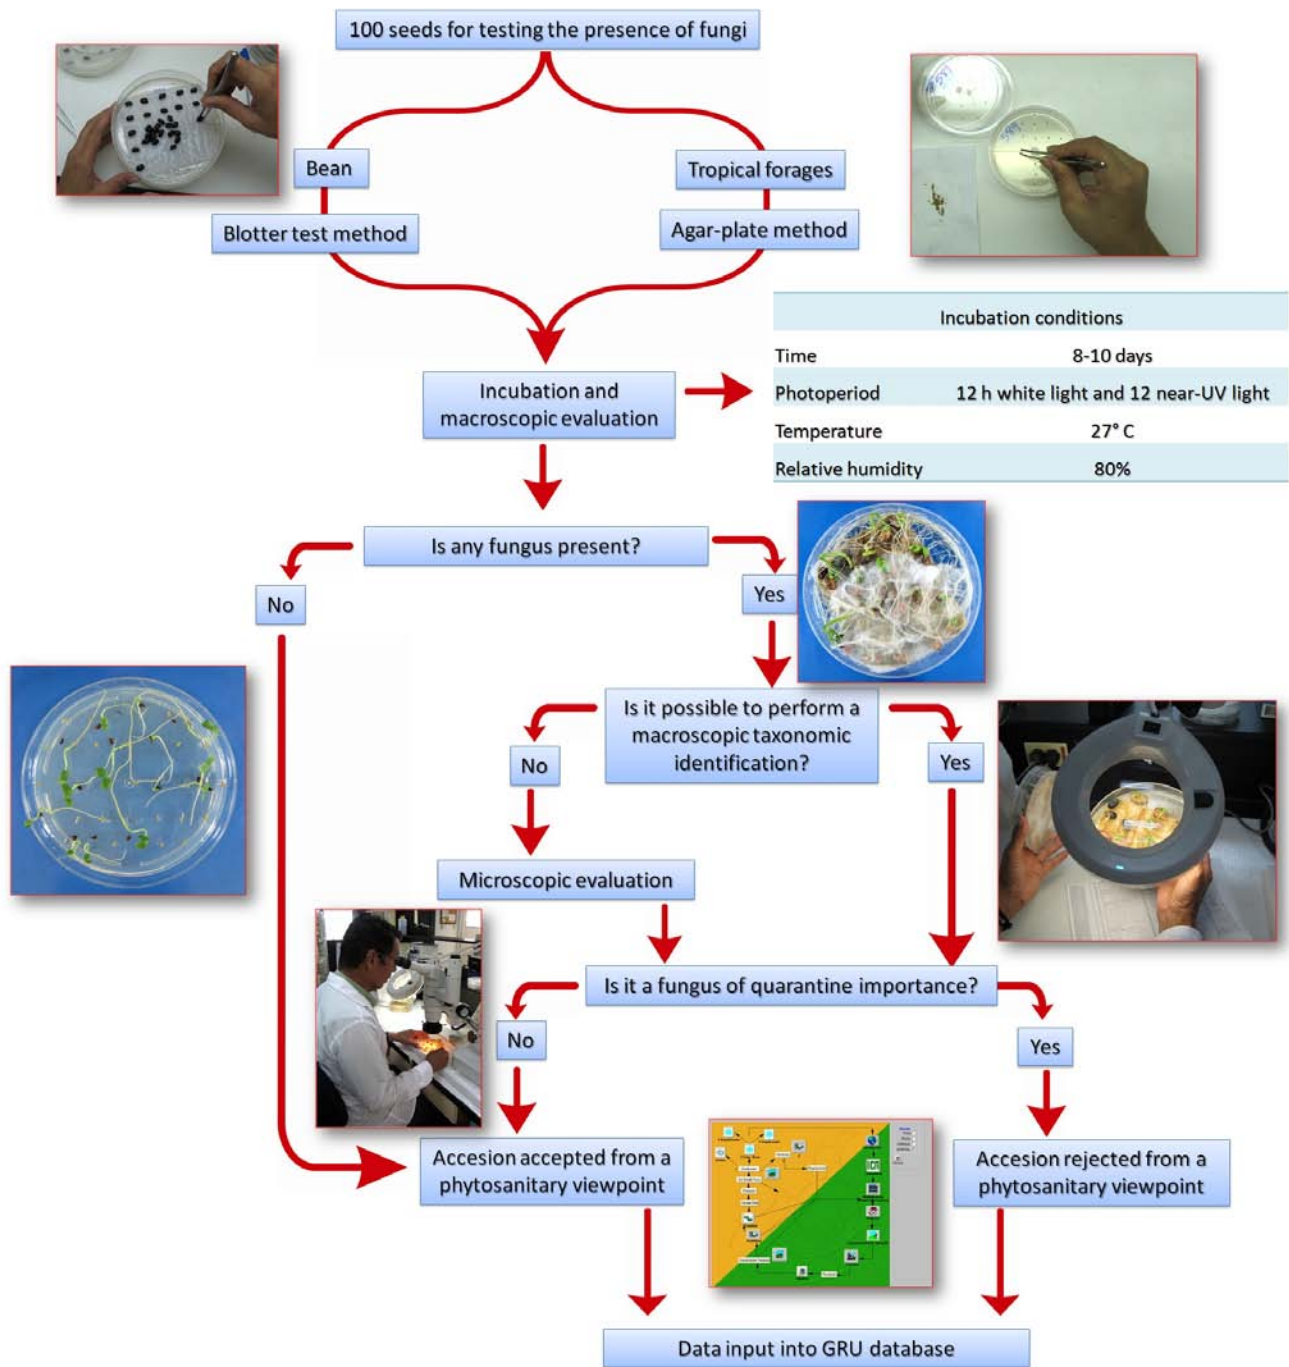 100 seeds for testing the presence of fungi
Bean
Tropical forages
Blotter test method
Agar-plate method
Incubation conditions
Time 8-10 days
Photoperiod 12 h white light and 12 near-UV light
Temperature 27° C
Relative humidity 80%
Incubation and
macroscopic evaluation
Is any fungus present?
No
Yes
Is it possible to perform a
macroscopic taxonomic
identification?
No
Yes
Microscopic evaluation
Is it a fungus of quarantine importance?
No
Yes
Accesion accepted from a
phytosanitary viewpoint
Accesion rejected from a
phytosanitary viewpoint
Data input into GRU database